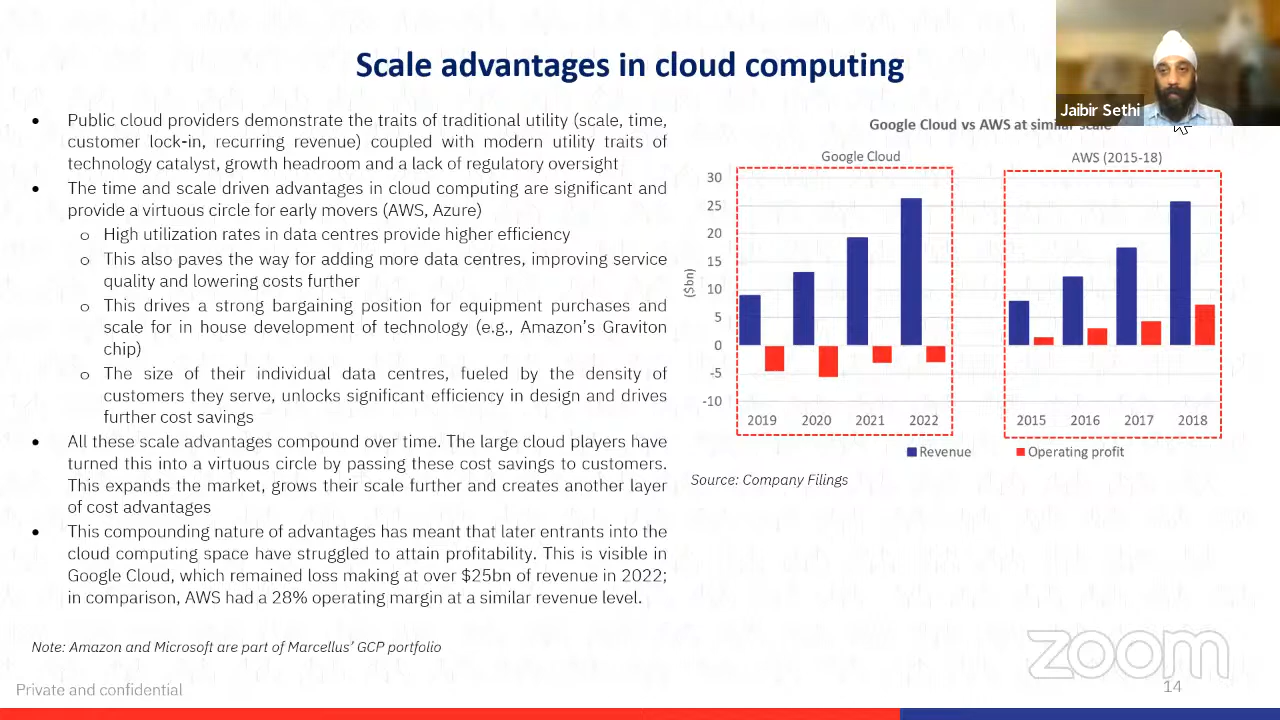 Scale advantages in cloud computing
Jaibir Sethi
• Public cloud providers demonstrate the pros of traditional utility (scale, time,
customer lock-in, recurring revenue) coupled with modern utility traits of
technology catalyst, growth headroom and a lack of regulatory oversight
• The time and scale driven advantages in cloud computing are significant and
provide a virtuous circle for early movers (AWS, Azure)
o High utilization rates in data centres provide higher efficiency
o This also paves the way for adding more data centres, improving service
quality and lowering costs further
o This drives a strong bargaining position for equipment purchases and
scale for in house development of technology (e.g., Amazon's Graviton
chip)
o The size of their individual data centres, fueled by the density of
customers they serve, unlocks significant efficiency in design and drives
further cost savings
• All these scale advantages compound over time. The large cloud players have
turned this into a virtuous circle by passing these cost savings to customers.
This expands the market, grows their scale further and creates another layer
of cost advantages
• This compounding nature of advantages has meant that later entrants into the
cloud computing space have struggled to attain profitability. This is visible in
Google Cloud, which remained loss making at over $25bn of revenue in 2022;
in comparison, AWS had a 28% operating margin at a similar revenue level.
Google Cloud vs AWS at similar scale
Google Cloud
AWS (2015-18)
($bn)
30
25
20
15
10
5
0
-5
-10
2019 2020 2021 2022
2015 2016 2017 2018
Revenue
Operating profit
Source: Company Filings
Note: Amazon and Microsoft are part of Marcellus' GCP portfolio
zoom
Private and confidential
14